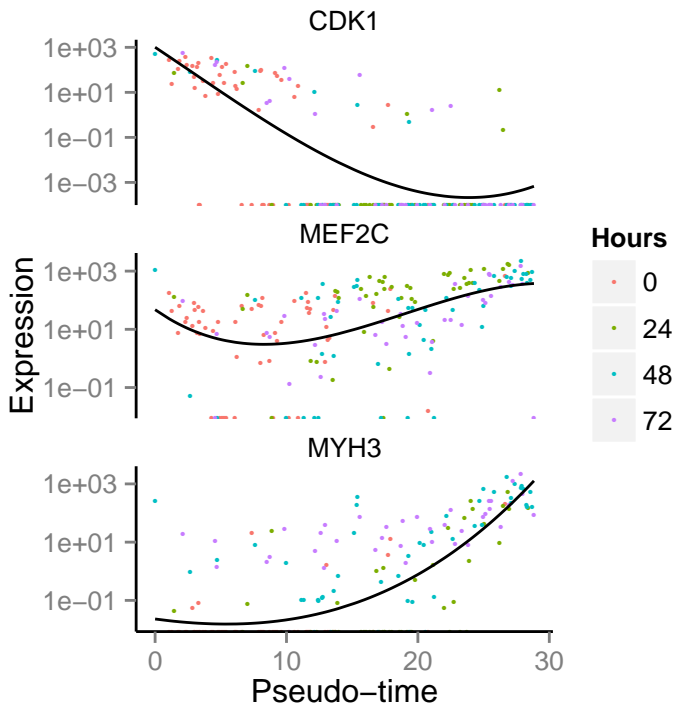 CDK1
1e+03
1e+01
1e−01
1e−03
MEF2C
1e+03
1e+01
1e−01
MYH3
1e+03
1e+01
1e−01
0 10 20 30
Pseudo−time
Expression
Hours
0
24
48
72